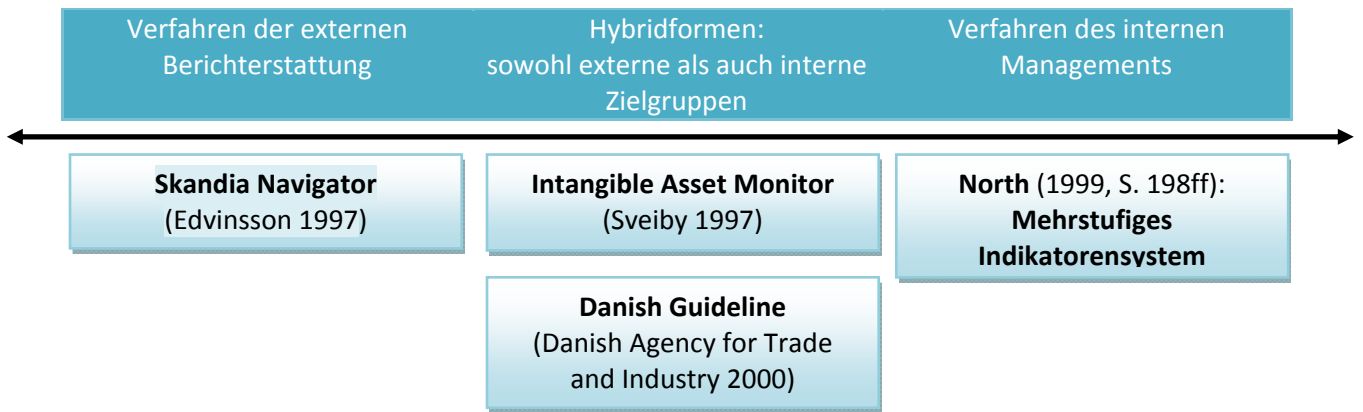 Verfahren der externen
Berichterstattung
Hybridformen:
sowohl externe als auch interne
Zielgruppen
Verfahren des internen
Managements
Skandia Navigator
(Edvinsson 1997)
Intangible Asset Monitor
(Sveiby 1997)
North (1999, S. 198ff):
Mehrstufiges
Indikatorensystem
Danish Guideline
(Danish Agency for Trade
and Industry 2000)